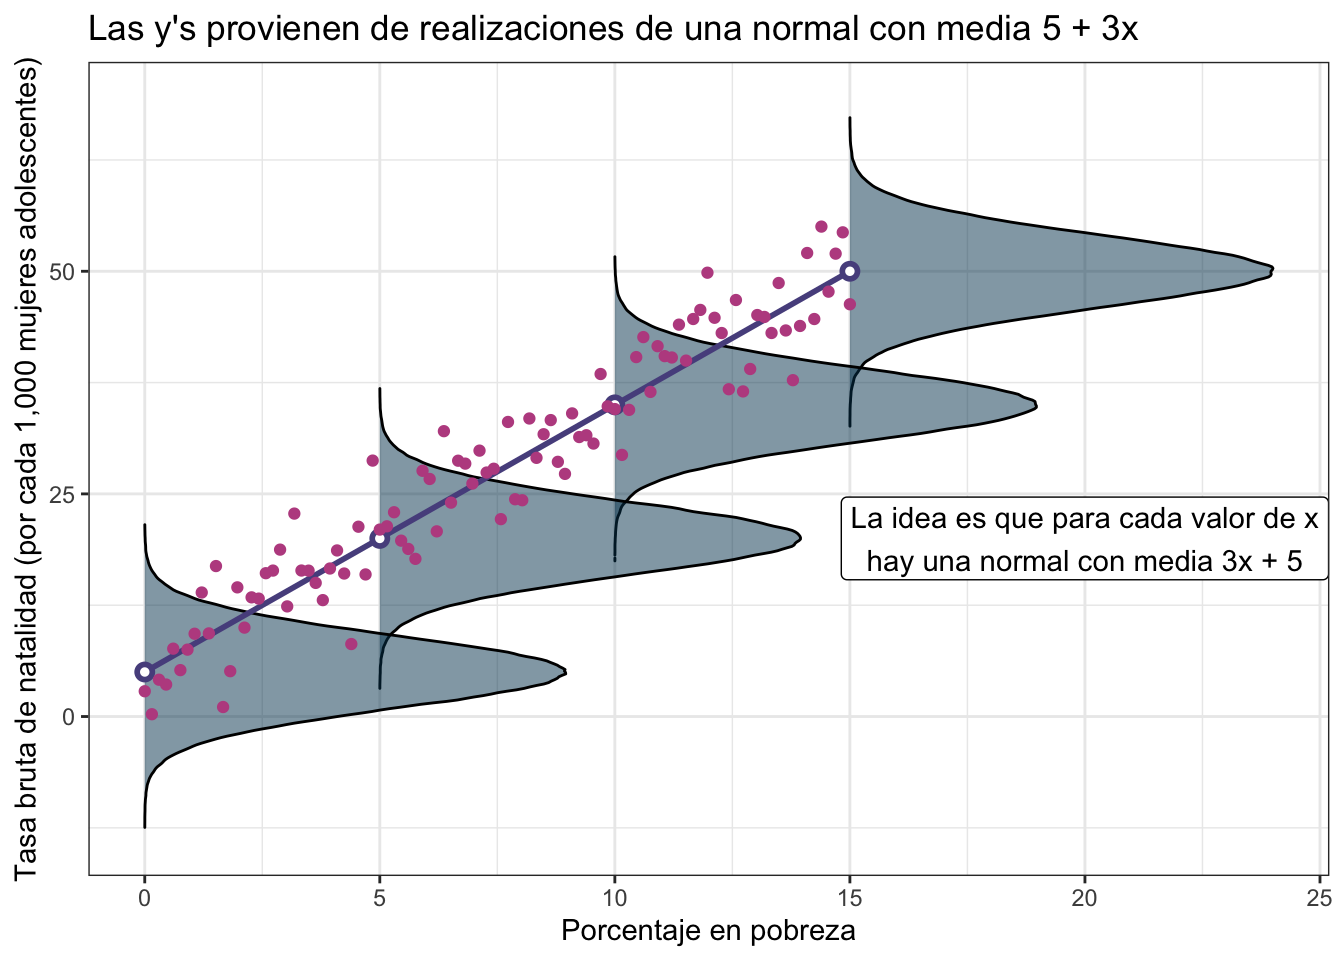 Las y's provienen de realizaciones de una normal con media 5 + 3x
Tasa bruta de natalidad (por cada 1,000 mujeres adolescentes)
50
25
0
La idea es que para cada valor de x
hay una normal con media 3x + 5
0 5 10 15 20 25
Porcentaje en pobreza